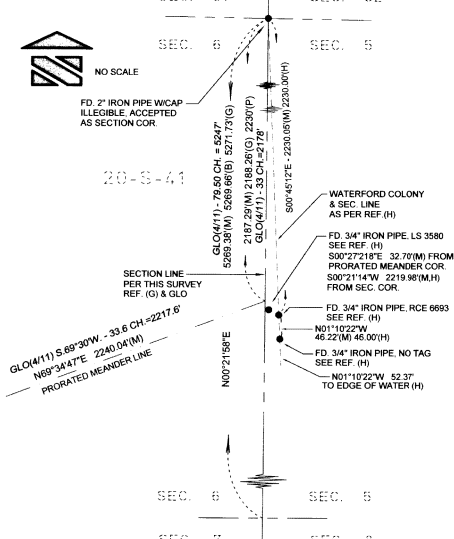 SEC. 6
SEC. 5
NO SCALE
FD. 2" IRON PIPE W/CAP
ILLEGIBLE, ACCEPTED
AS SECTION COR.
20-S-41
GLO(4/11) - 79.50 CH. = 5247'
5269.38'(M) 5269.66'(B) 5271.73'(G)
2187.29'(M) 2188.26'(G) 2230'(P)
GLO(4/11) - 33 CH.=2178'
S00°45'12"E - 2230.05'(M) 2230.00'(H)
WATERFORD COLONY
& SEC. LINE
AS PER REF.(H)
FD. 3/4" IRON PIPE, LS 3580
SEE REF. (H)
S00°27'218"E 32.70'(M) FROM
PRORATED MEANDER COR.
S00°21'14"W 2219.98'(M,H)
FROM SEC. COR.
SECTION LINE
PER THIS SURVEY
REF. (G) & GLO
FD. 3/4" IRON PIPE, RCE 6693
SEE REF. (H)
N01°10'22"W
46.22'(M) 46.00'(H)
FD. 3/4" IRON PIPE, NO TAG
SEE REF. (H)
N01°10'22"W 52.37'
TO EDGE OF WATER (H)
GLO(4/11) S.69°30'W. - 33.6 CH.=2217.6'
N69°34'47"E 2240.04'(M)
PRORATED MEANDER LINE
N00°21'58"E
SEC. 6
SEC. 5